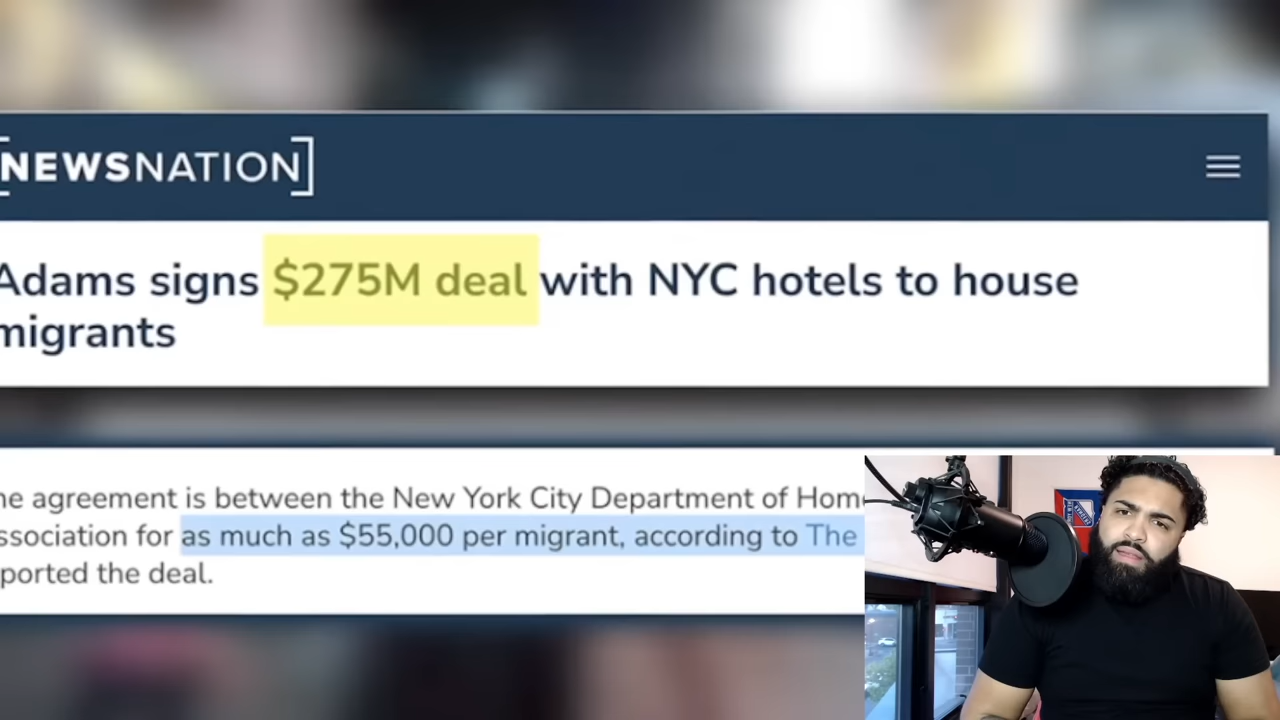 [NEWSNATION]
Adams signs $275M deal with NYC hotels to house
migrants
he agreement is between the New York City Department of Hom
ssociation for as much as $55,000 per migrant, according to The
ported the deal.